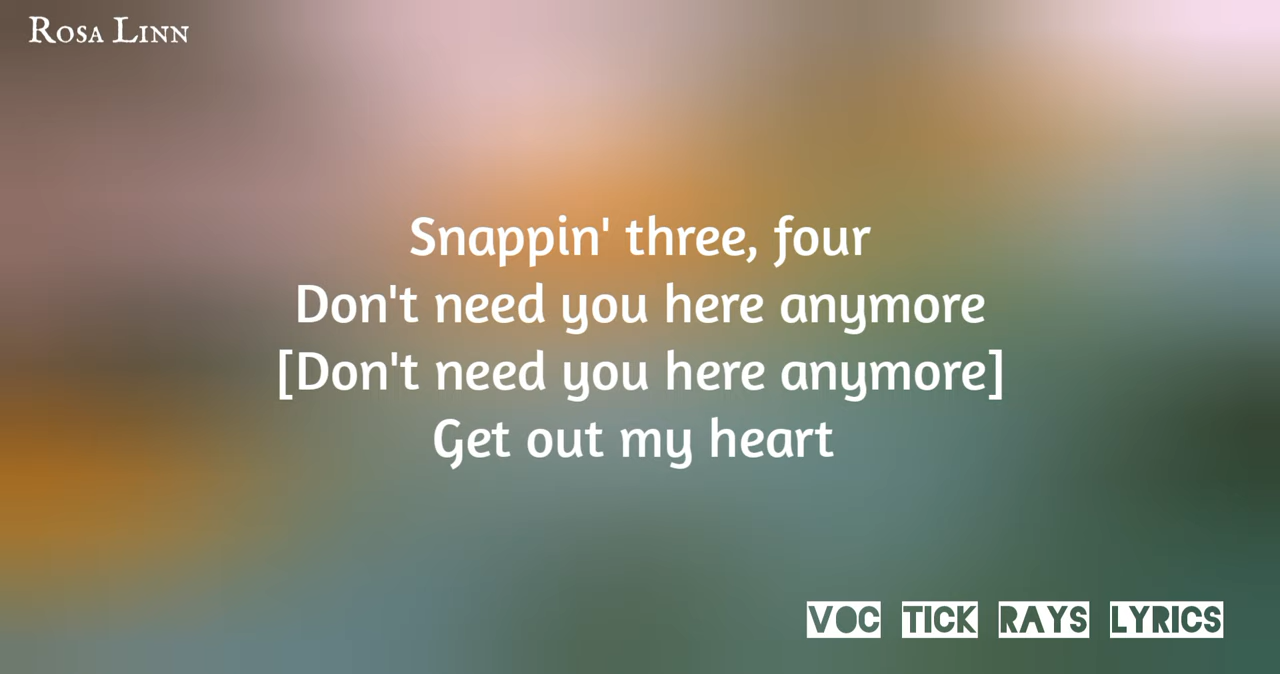 Rosa Linn
Snappin' three, four
Don't need you here anymore
[Don't need you here anymore]
Get out my heart
VOC TICK RAYS LYRICS